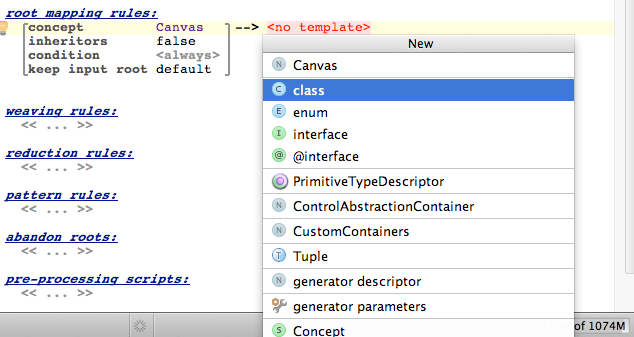 root mapping rules:
concept Canvas --> <no template>
inheritors false
condition <always>
keep input root default
weaving rules:
<< ... >>
reduction rules:
<< ... >>
pattern rules:
<< ... >>
abandon roots:
<< ... >>
pre-processing scripts:
<< ... >>
New
N Canvas
C class
E enum
I interface
@ @interface
PrimitiveTypeDescriptor
N ControlAbstractionContainer
N CustomContainers
T Tuple
N generator descriptor
generator parameters
S Concept
of 1074M